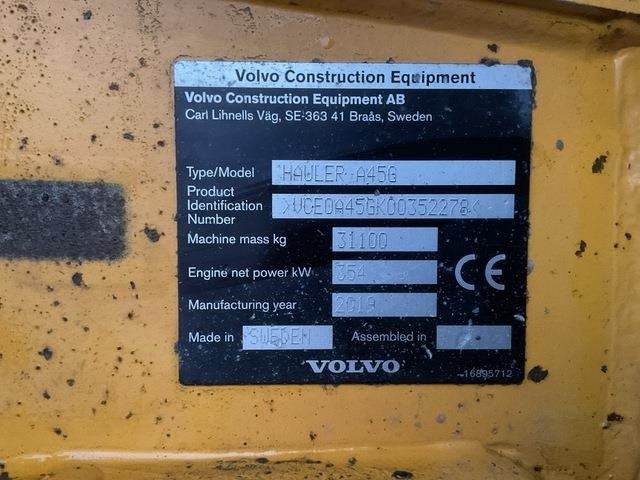 Volvo Construction Equipment
Volvo Construction Equipment AB
Carl Lihnells Väg, SE-363 41 Braås, Sweden
Type/Model HAULER A45G
Product
Identification >VCE0A45GK00352278<
Number
Machine mass kg 31100
Engine net power kW 354
CE
Manufacturing year 2019
Made in SWEDEN Assembled in
VOLVO
16895712